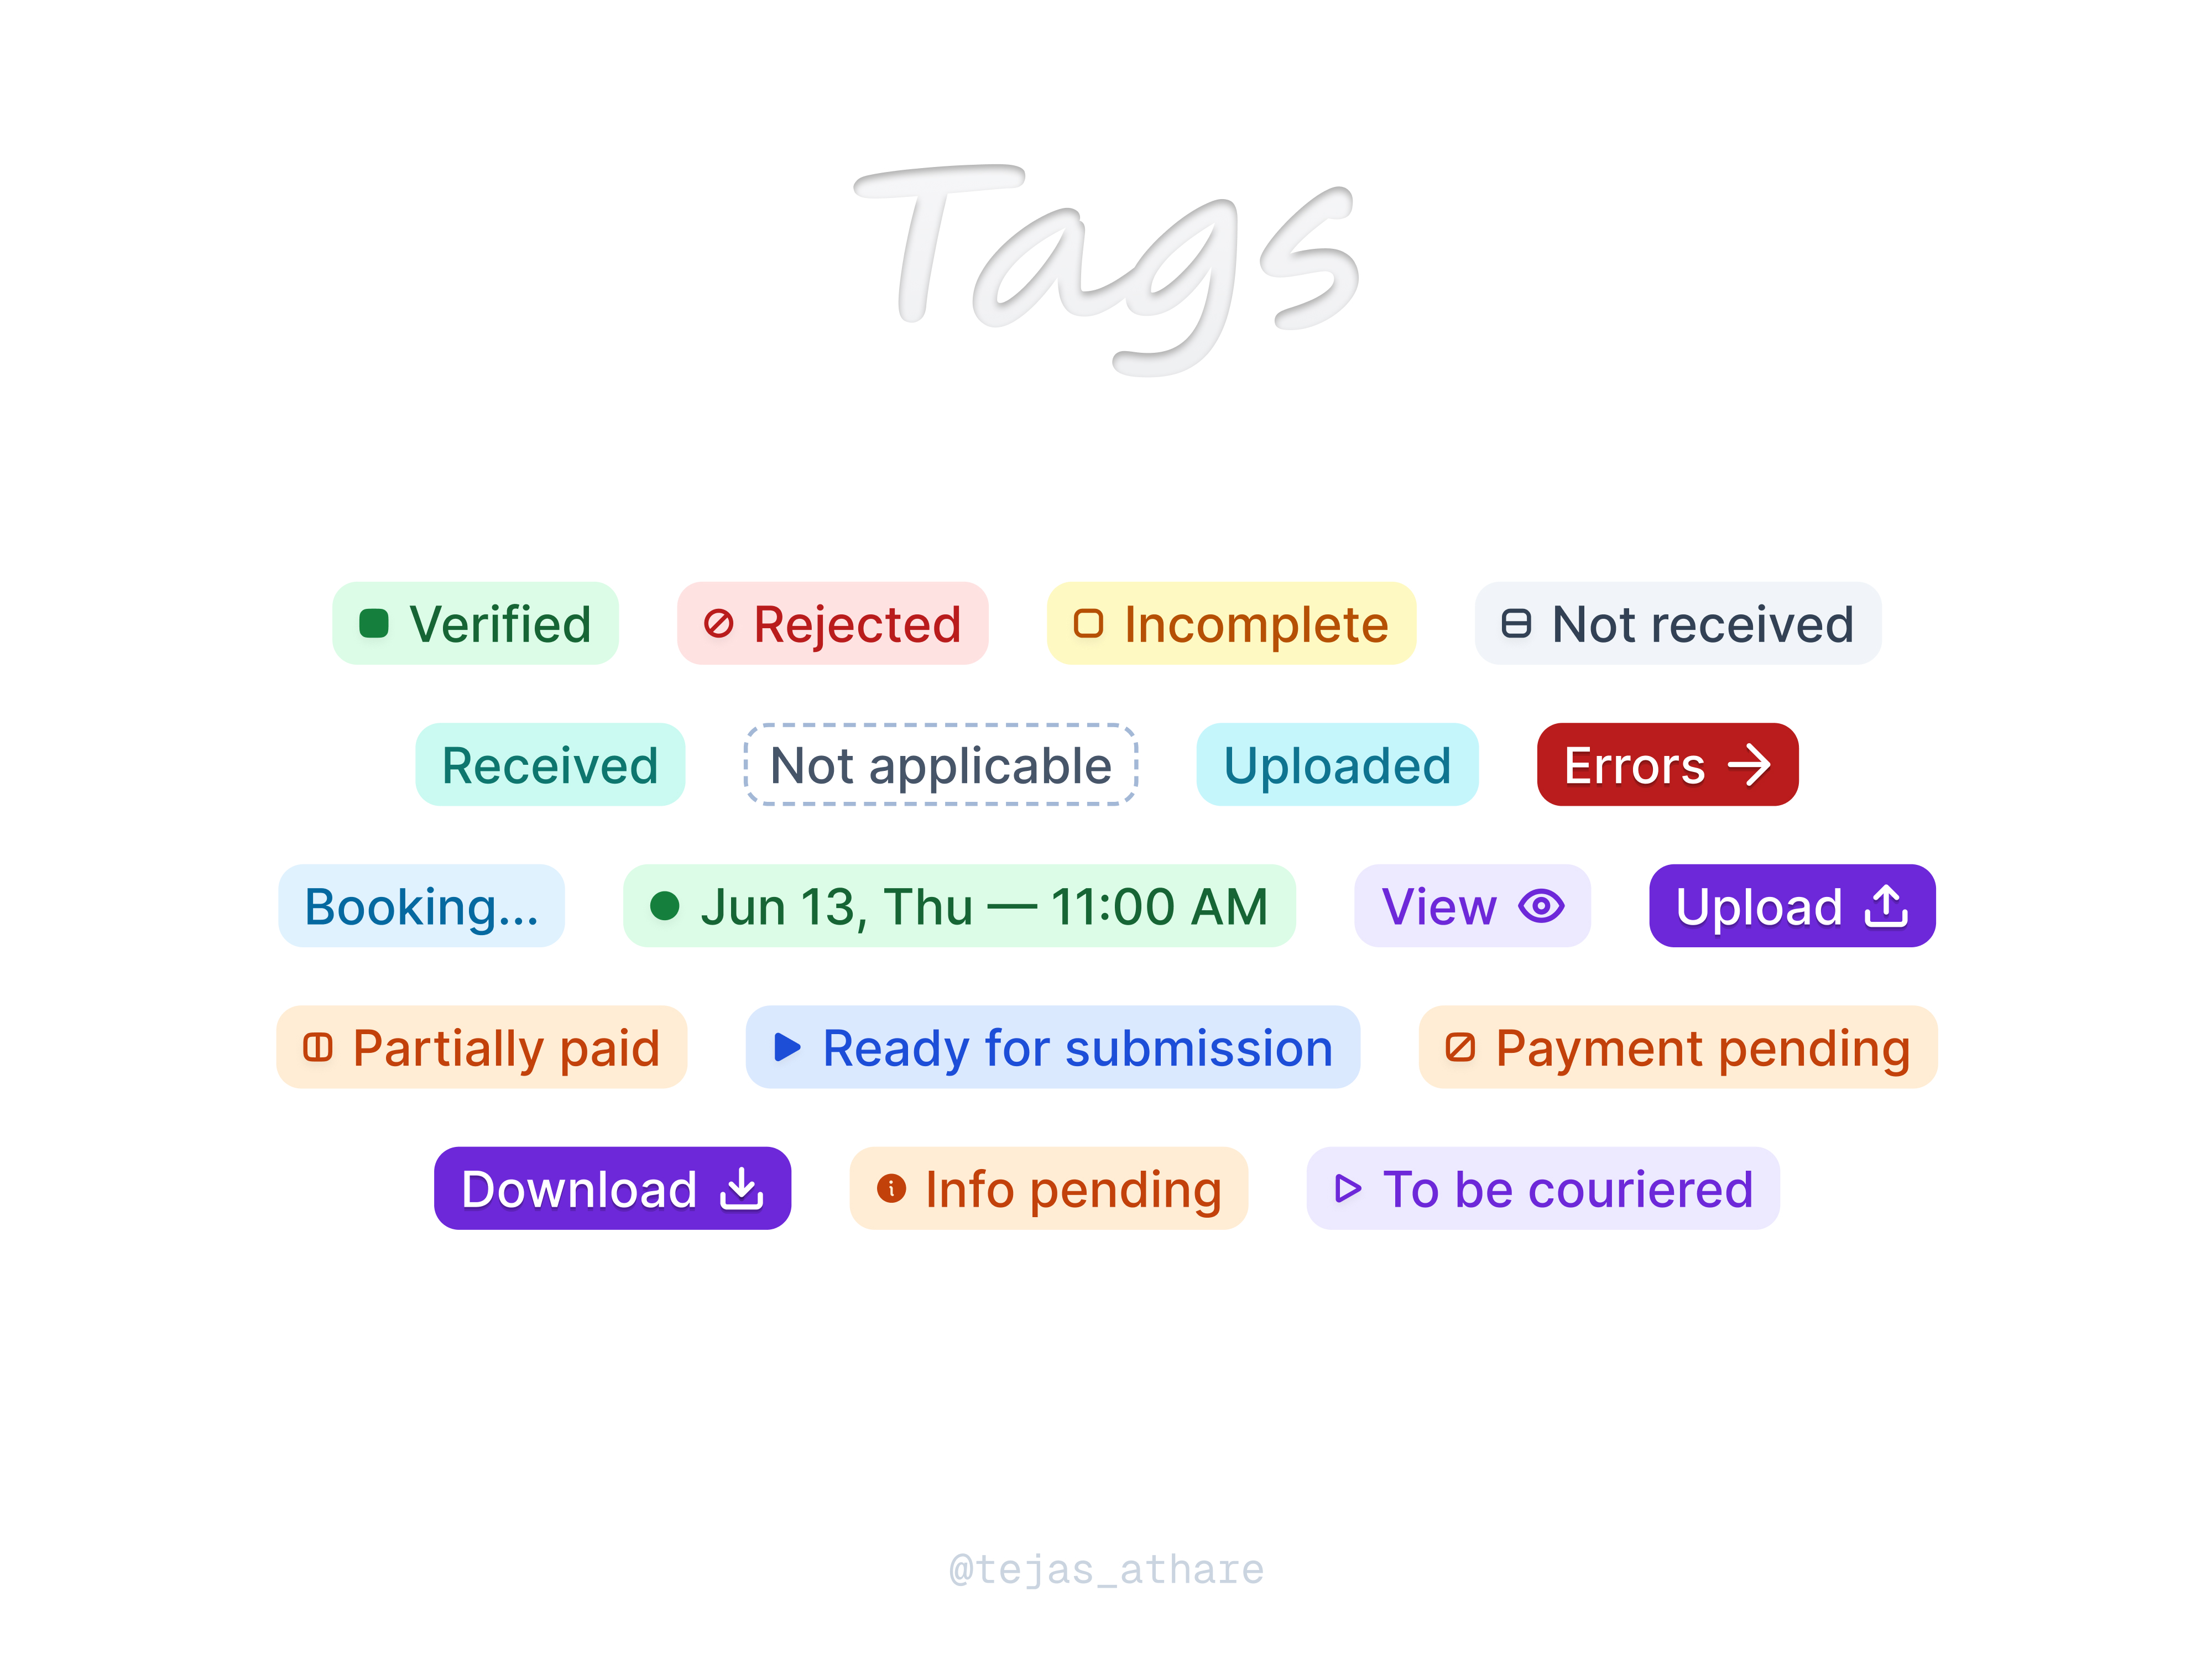 Tags
Verified Rejected Incomplete Not received
Received Not applicable Uploaded Errors
Booking... Jun 13, Thu — 11:00 AM View Upload
Partially paid Ready for submission Payment pending
Download Info pending To be couriered
@tejas_athare